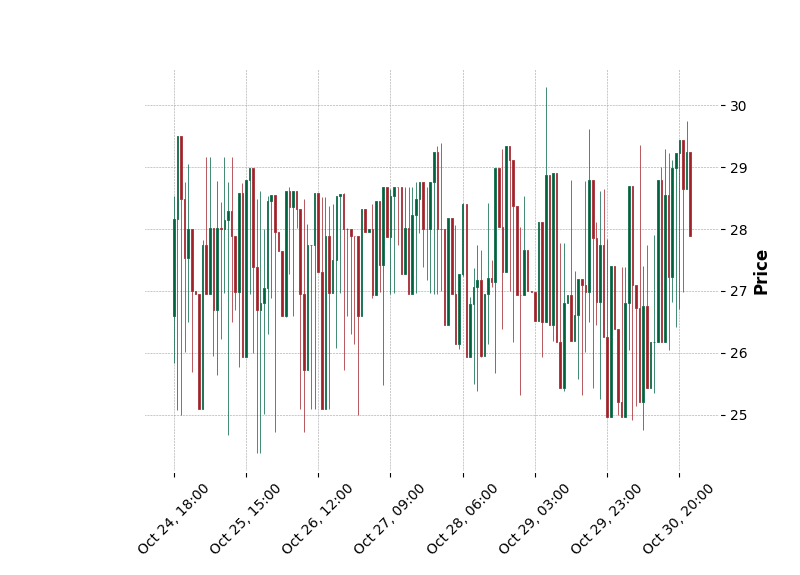 30
29
28
27
26
25
Price
Oct 24, 18:00
Oct 25, 15:00
Oct 26, 12:00
Oct 27, 09:00
Oct 28, 06:00
Oct 29, 03:00
Oct 29, 23:00
Oct 30, 20:00